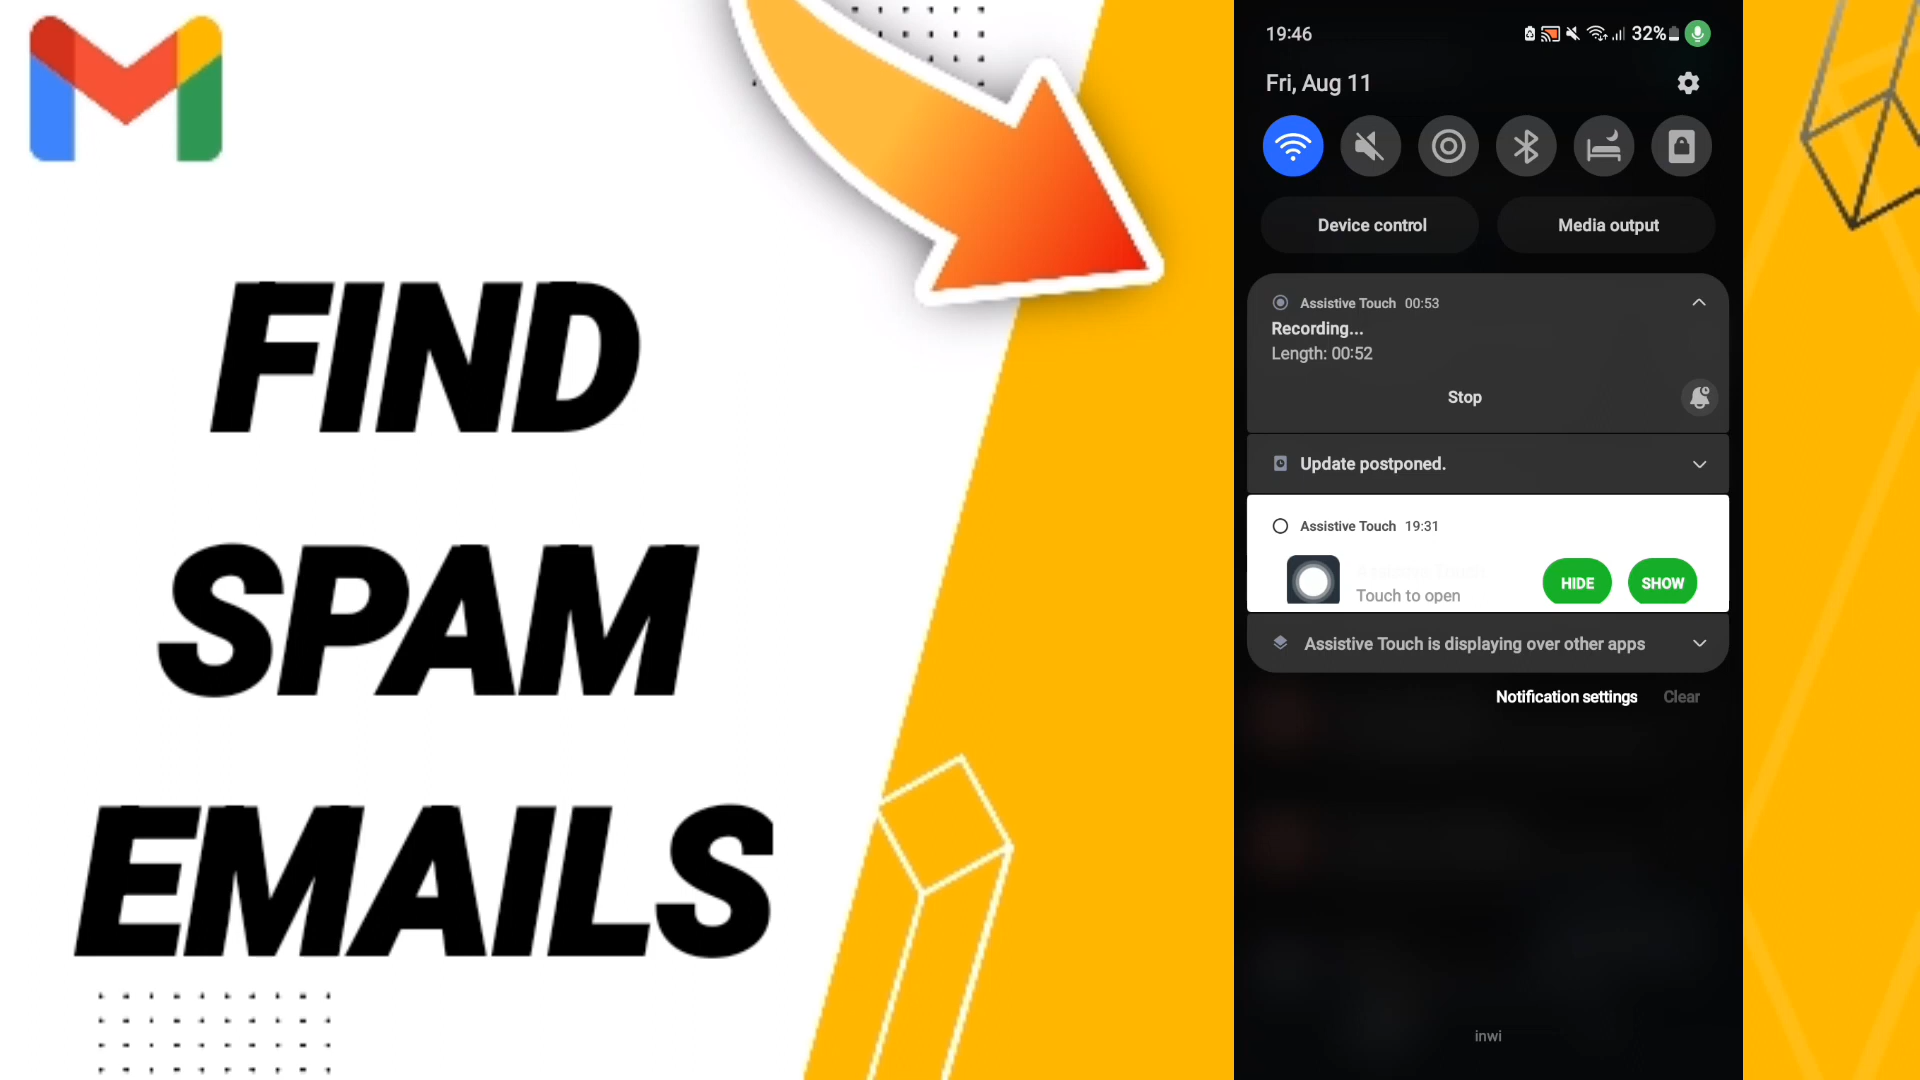 FIND
SPAM
EMAILS
19:46
32%
Fri, Aug 11
Device control
Media output
Assistive Touch 00:53
Recording...
Length: 00:52
Stop
Update postponed.
Assistive Touch 19:31
Touch to open
HIDE
SHOW
Assistive Touch is displaying over other apps
Notification settings
Clear
inwi